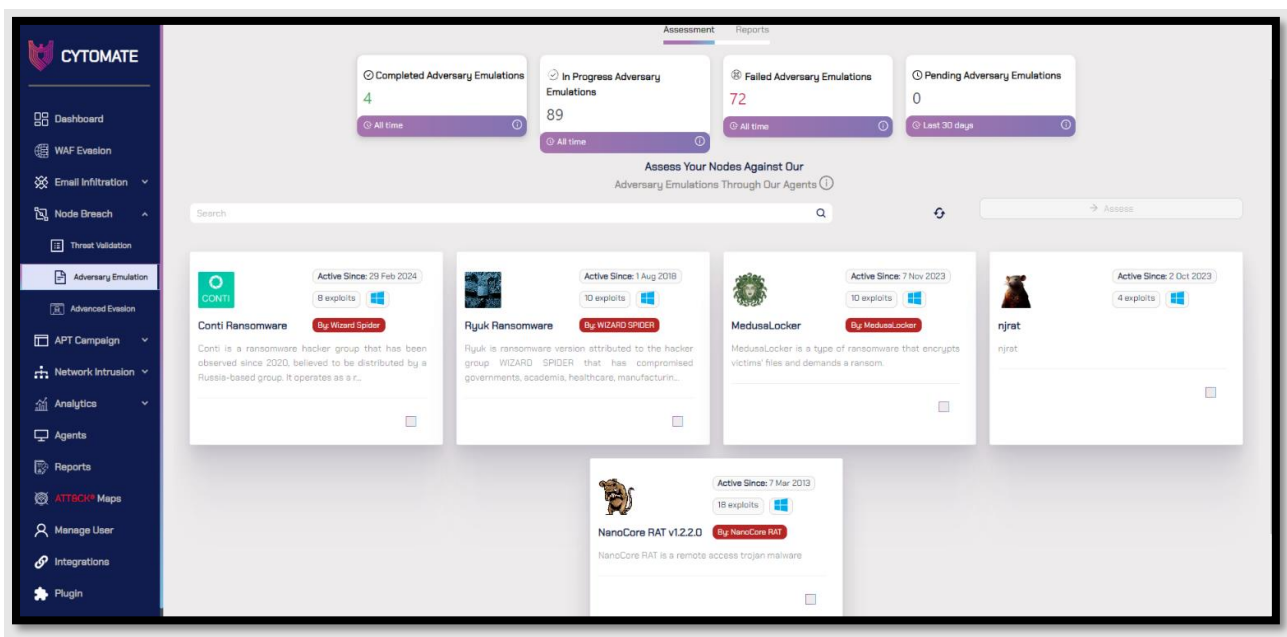 CYTOMATE
Dashboard
WAF Evasion
Email Infiltration
Node Breach
Threat Validation
Adversary Emulation
Advanced Evasion
APT Campaign
Network Intrusion
Analytics
Agents
Reports
ATT&CK® Maps
Manage User
Integrations
Plugin
Assessment Reports
Completed Adversary Emulations
4
All time
In Progress Adversary
Emulations
89
All time
Failed Adversary Emulations
72
All time
Pending Adversary Emulations
0
Last 30 days
Assess Your Nodes Against Our
Adversary Emulations Through Our Agents
Search
→ Assess
CONTI
Active Since: 29 Feb 2024
8 exploits
Conti Ransomware
By: Wizard Spider
Conti is a ransomware hacker group that has been
observed since 2020, believed to be distributed by a
Russia-based group. It operates as a r...
Active Since: 1 Aug 2018
10 exploits
Ryuk Ransomware
By: WIZARD SPIDER
Ryuk is ransomware version attributed to the hacker
group WIZARD SPIDER that has compromised
governments, academia, healthcare, manufacturin...
Active Since: 7 Nov 2023
10 exploits
MedusaLocker
By: MedusaLocker
MedusaLocker is a type of ransomware that encrypts
victims' files and demands a ransom.
Active Since: 2 Oct 2023
4 exploits
njrat
njrat
Active Since: 7 Mar 2013
18 exploits
NanoCore RAT v1.2.2.0
By: NanoCore RAT
NanoCore RAT is a remote access trojan malware